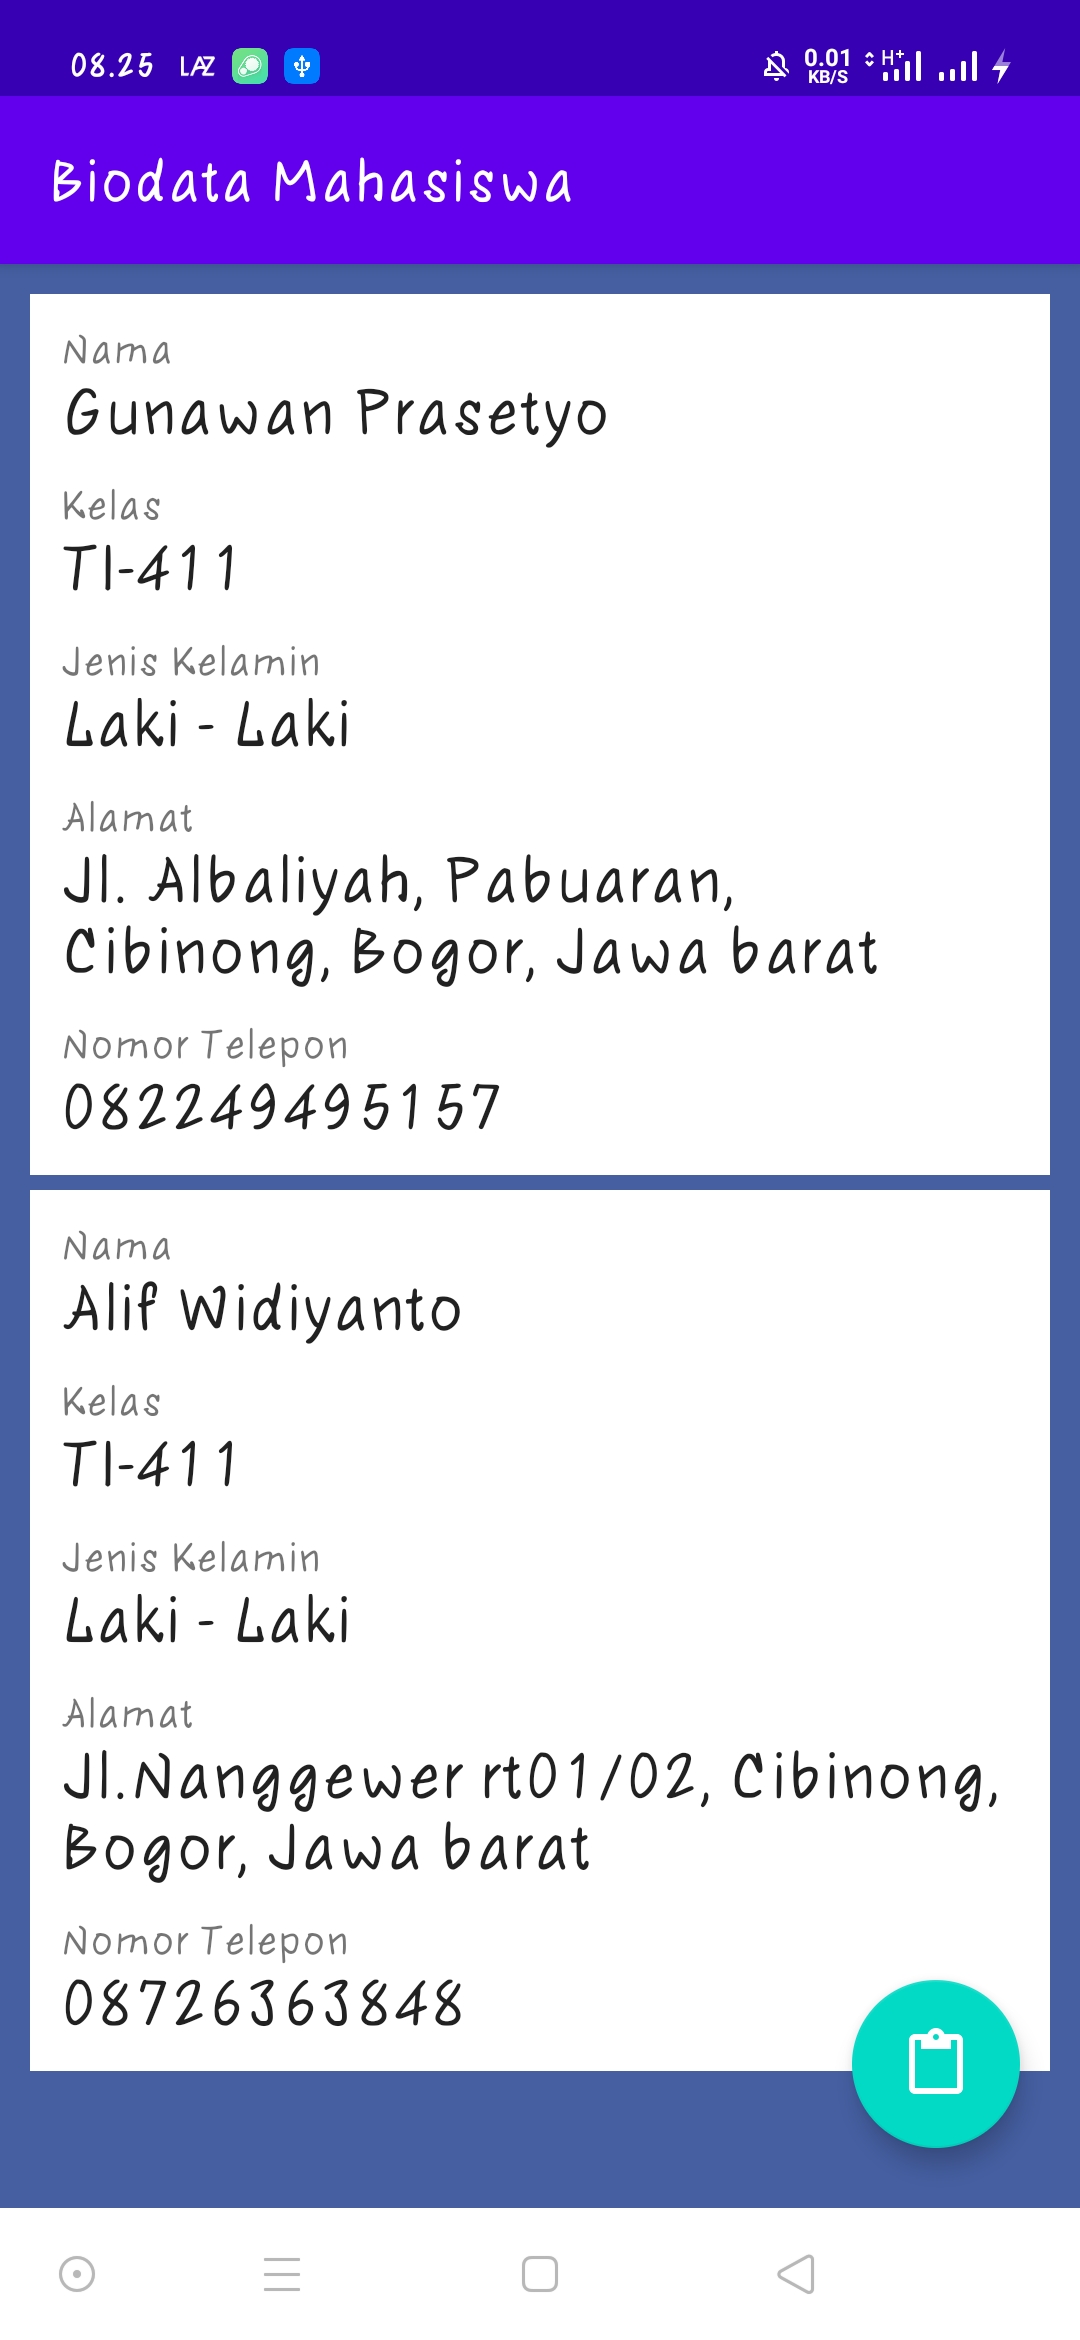 08.25 LAZ 0.01 KB/S H+
Biodata Mahasiswa
Nama
Gunawan Prasetyo
Kelas
TI-411
Jenis Kelamin
Laki - Laki
Alamat
Jl. Albaliyah, Pabuaran,
Cibinong, Bogor, Jawa barat
Nomor Telepon
082249495157
Nama
Alif Widiyanto
Kelas
TI-411
Jenis Kelamin
Laki - Laki
Alamat
Jl.Nanggewer rt01/02, Cibinong,
Bogor, Jawa barat
Nomor Telepon
08726363848